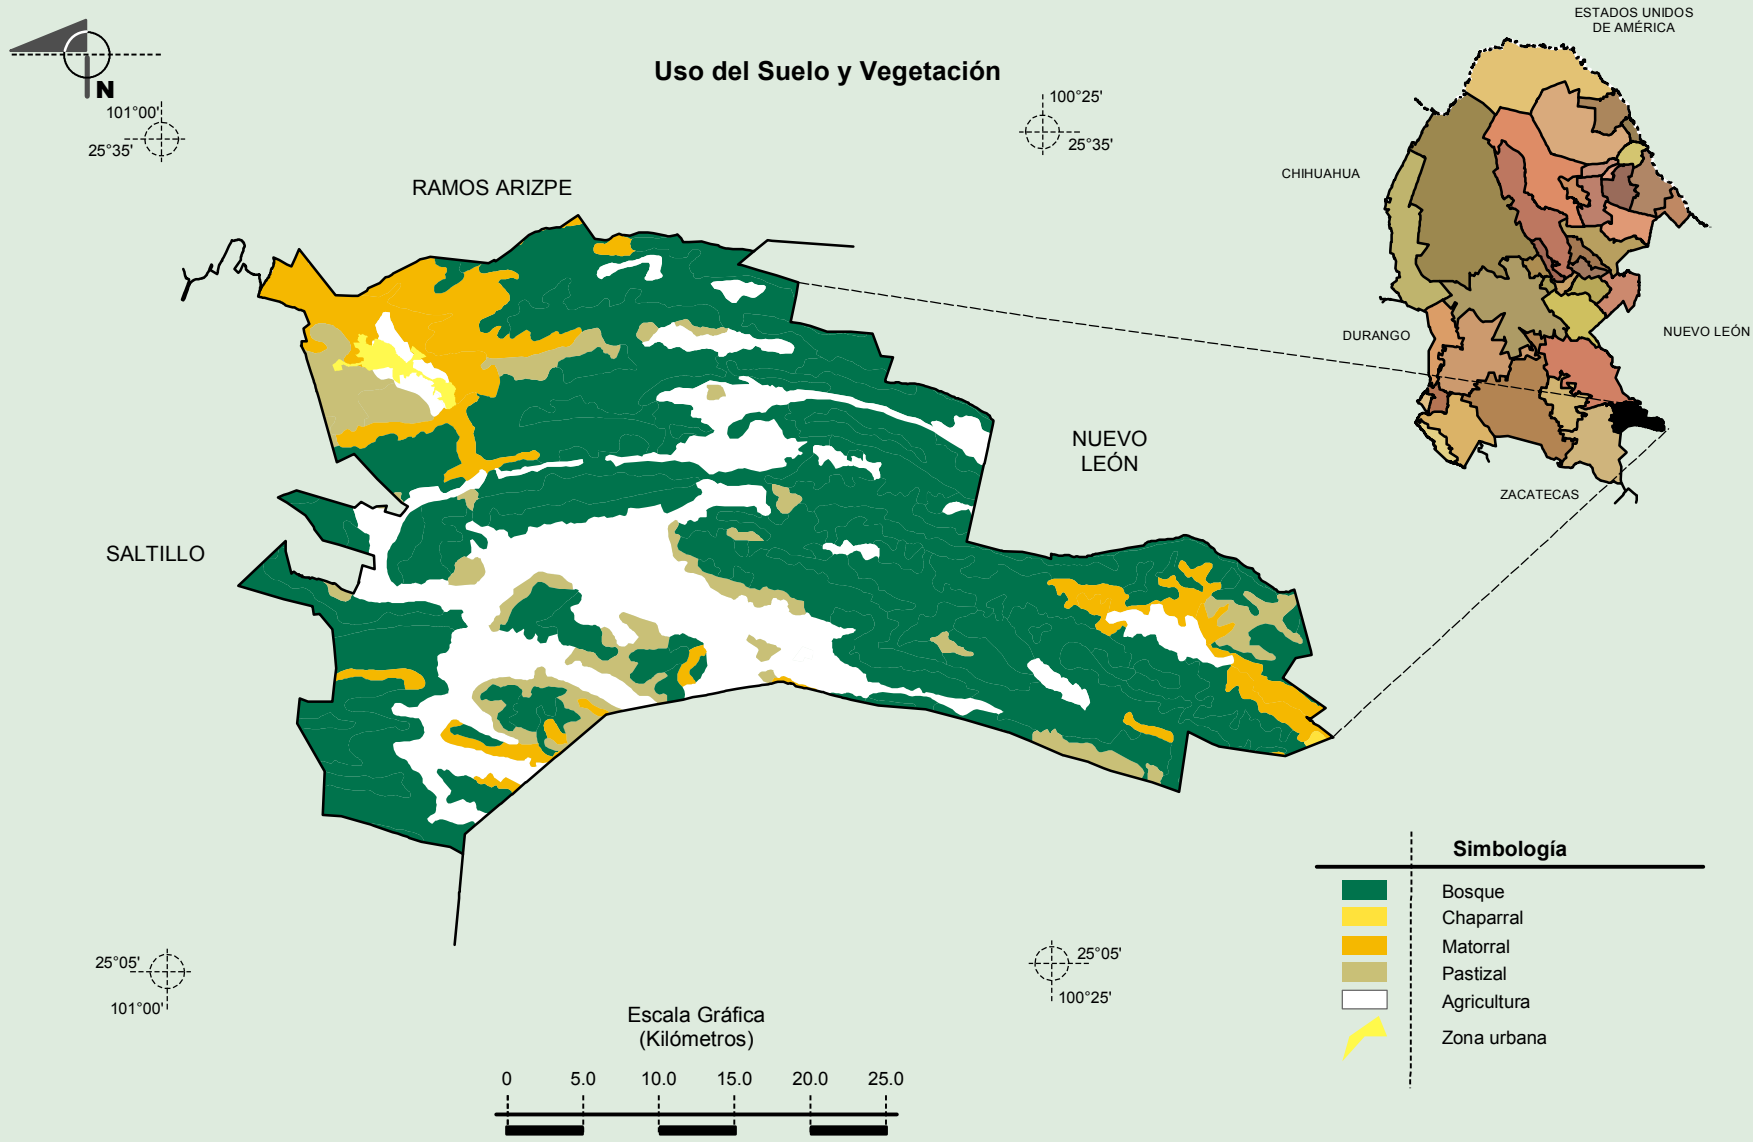 ESTADOS UNIDOS
DE AMÉRICA
Uso del Suelo y Vegetación
N
101°00'
25°35'
100°25'
25°35'
RAMOS ARIZPE
CHIHUAHUA
DURANGO
NUEVO LEÓN
NUEVO
LEÓN
ZACATECAS
SALTILLO
Simbología
Bosque
Chaparral
Matorral
Pastizal
Agricultura
Zona urbana
25°05'
101°00'
25°05'
100°25'
Escala Gráfica
(Kilómetros)
0 5.0 10.0 15.0 20.0 25.0